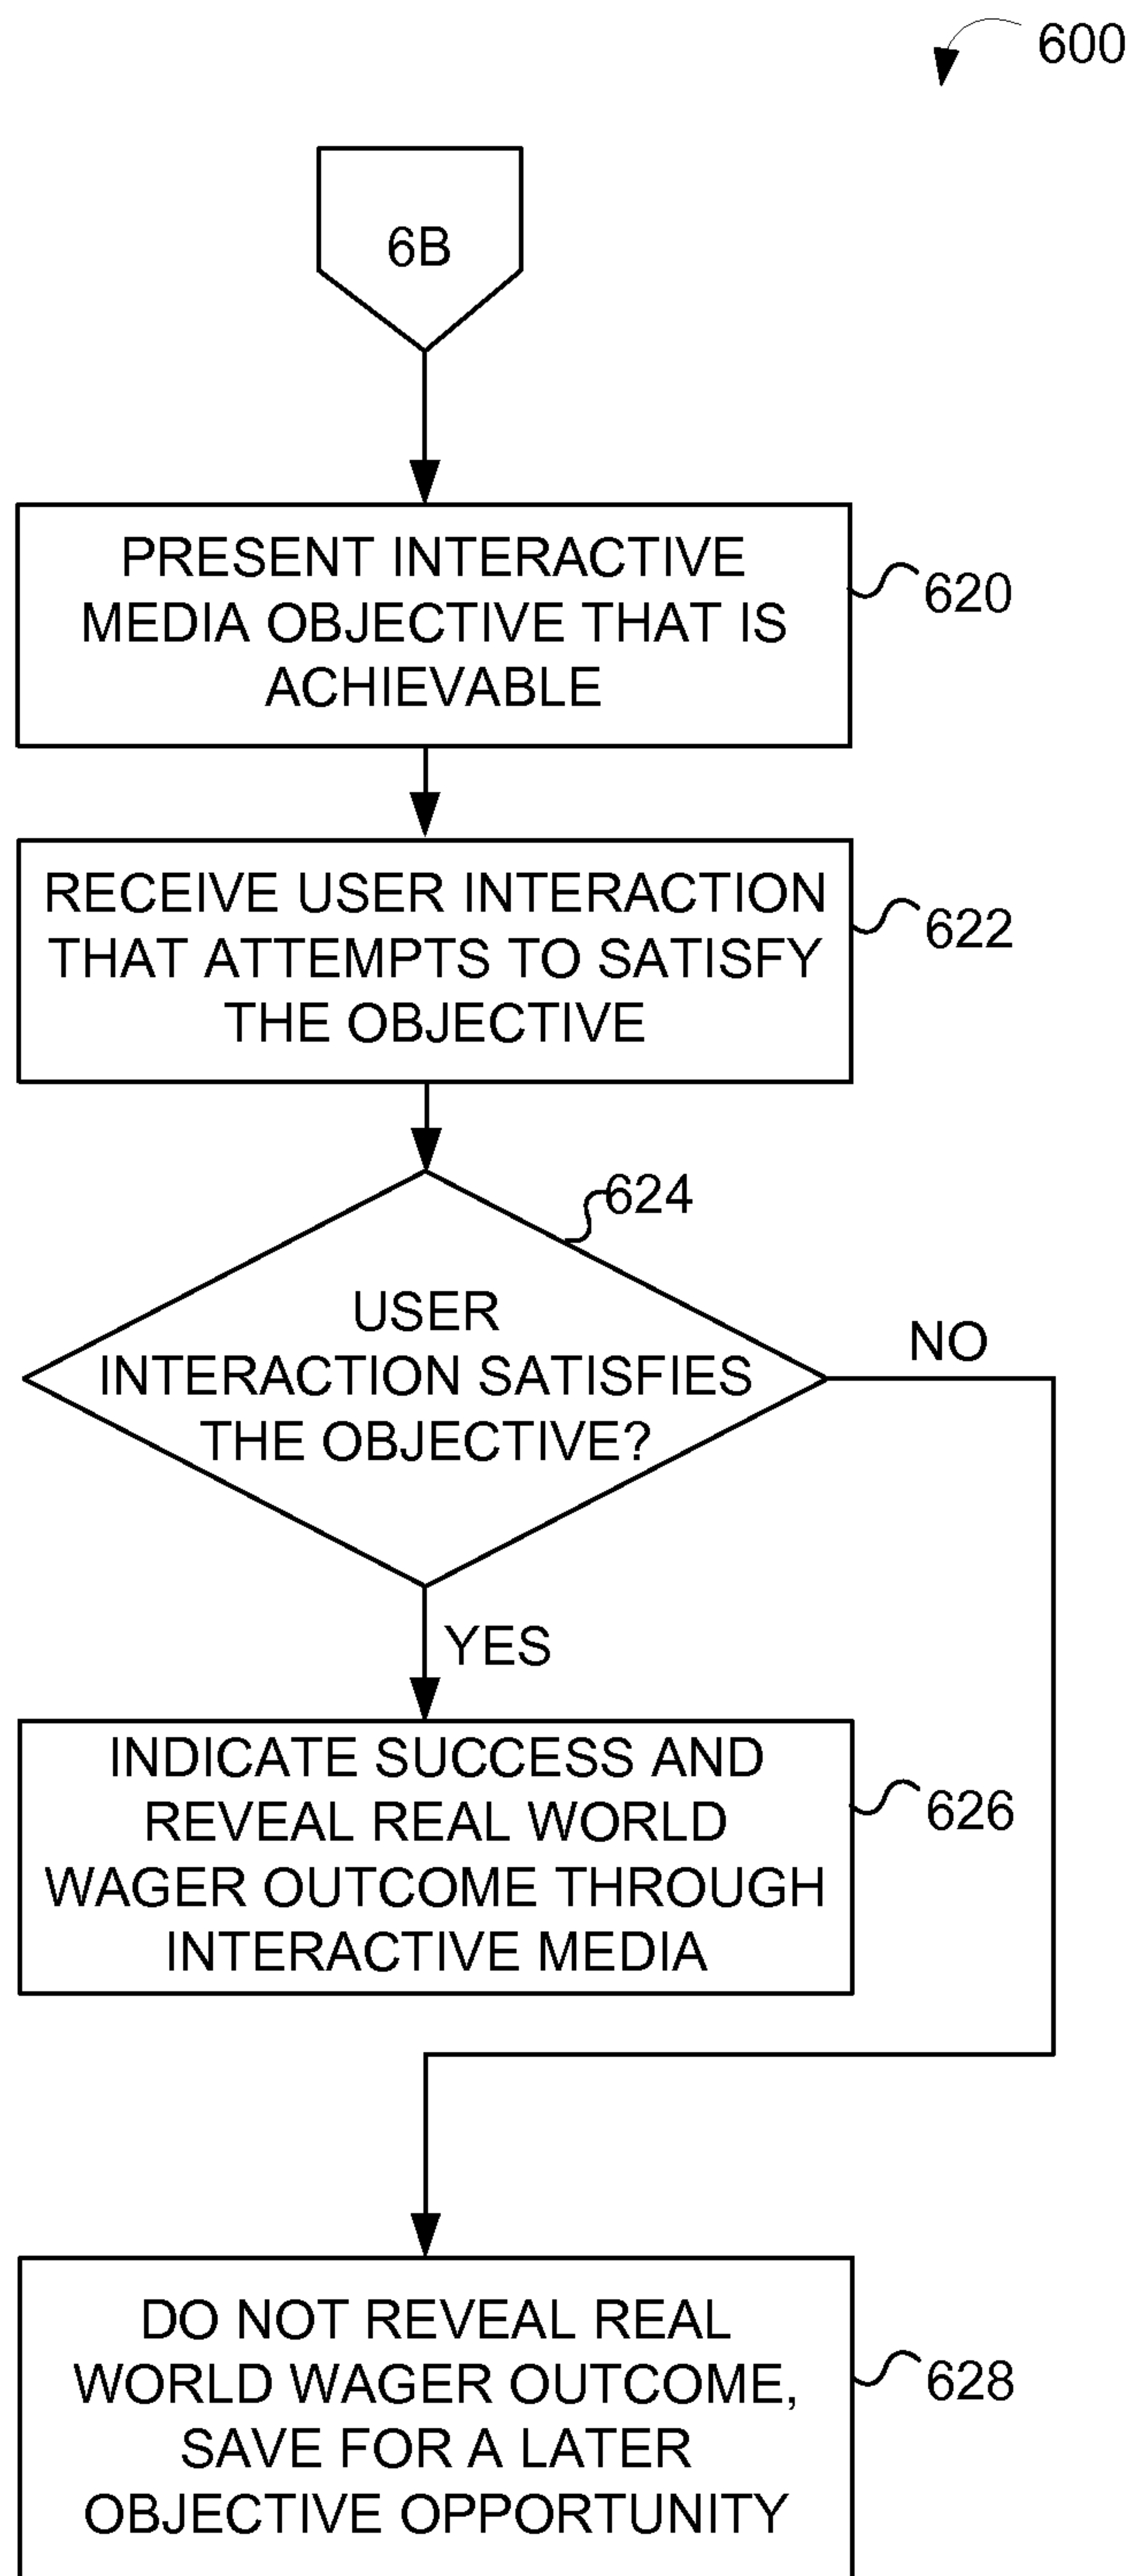 600
6B
PRESENT INTERACTIVE
MEDIA OBJECTIVE THAT IS
ACHIEVABLE
620
RECEIVE USER INTERACTION
THAT ATTEMPTS TO SATISFY
THE OBJECTIVE
622
624
USER
INTERACTION SATISFIES
THE OBJECTIVE?
NO
YES
INDICATE SUCCESS AND
REVEAL REAL WORLD
WAGER OUTCOME THROUGH
INTERACTIVE MEDIA
626
DO NOT REVEAL REAL
WORLD WAGER OUTCOME,
SAVE FOR A LATER
OBJECTIVE OPPORTUNITY
628